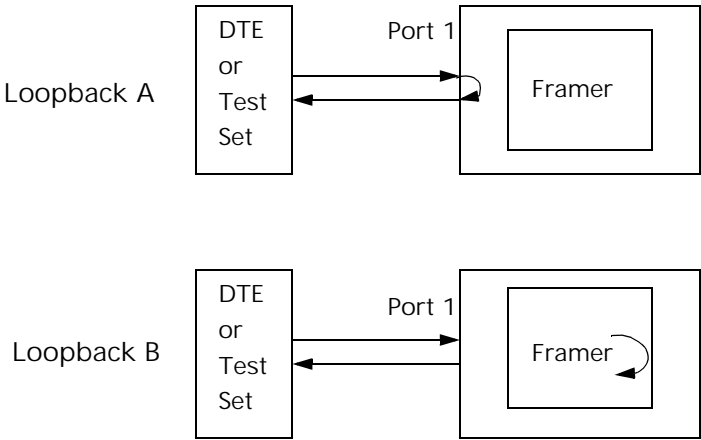 Loopback A
DTE
or
Test
Set
Port 1
Framer
Loopback B
DTE
or
Test
Set
Port 1
Framer